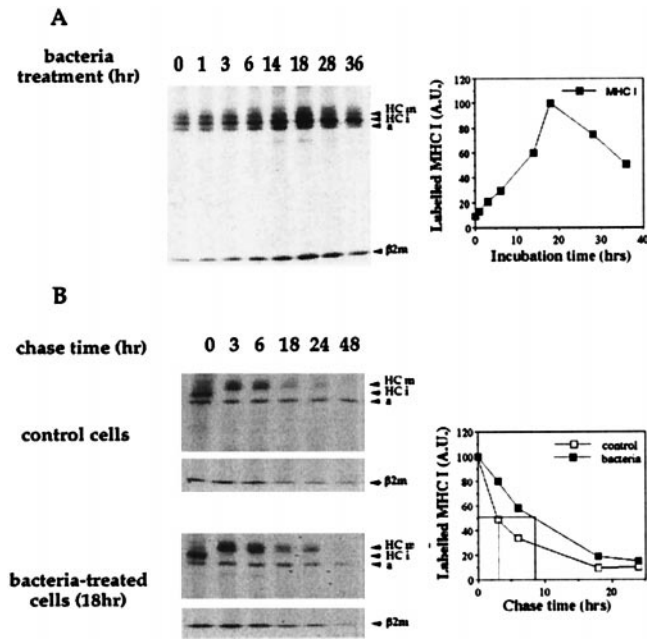 A
bacteria
treatment (hr)
0 1 3 6 14 18 28 36
HC m
HC i
a
β2m
Labelled MHC I (A.U.)
120
100
80
60
40
20
0
MHC I
0 10 20 30 40
Incubation time (hrs)
B
chase time (hr)
0 3 6 18 24 48
control cells
HC m
HC i
a
β2m
bacteria-treated
cells (18hr)
HC m
HC i
a
β2m
Labelled MHC I (A.U.)
120
100
80
60
40
20
0
control
bacteria
0 10 20
Chase time (hrs)